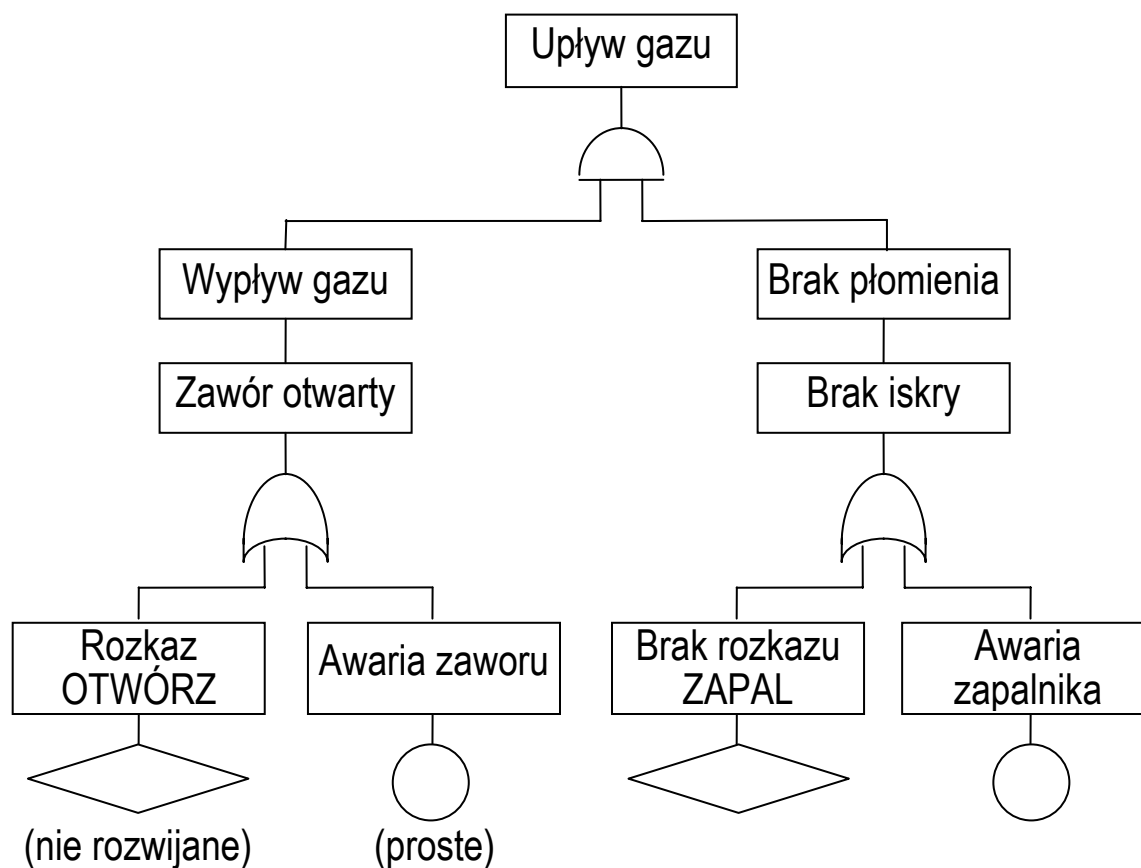 Upływ gazu
Wypływ gazu
Brak płomienia
Zawór otwarty
Brak iskry
Rozkaz
OTWÓRZ
Awaria zaworu
Brak rozkazu
ZAPAL
Awaria
zapalnika
(nie rozwijane)
(proste)